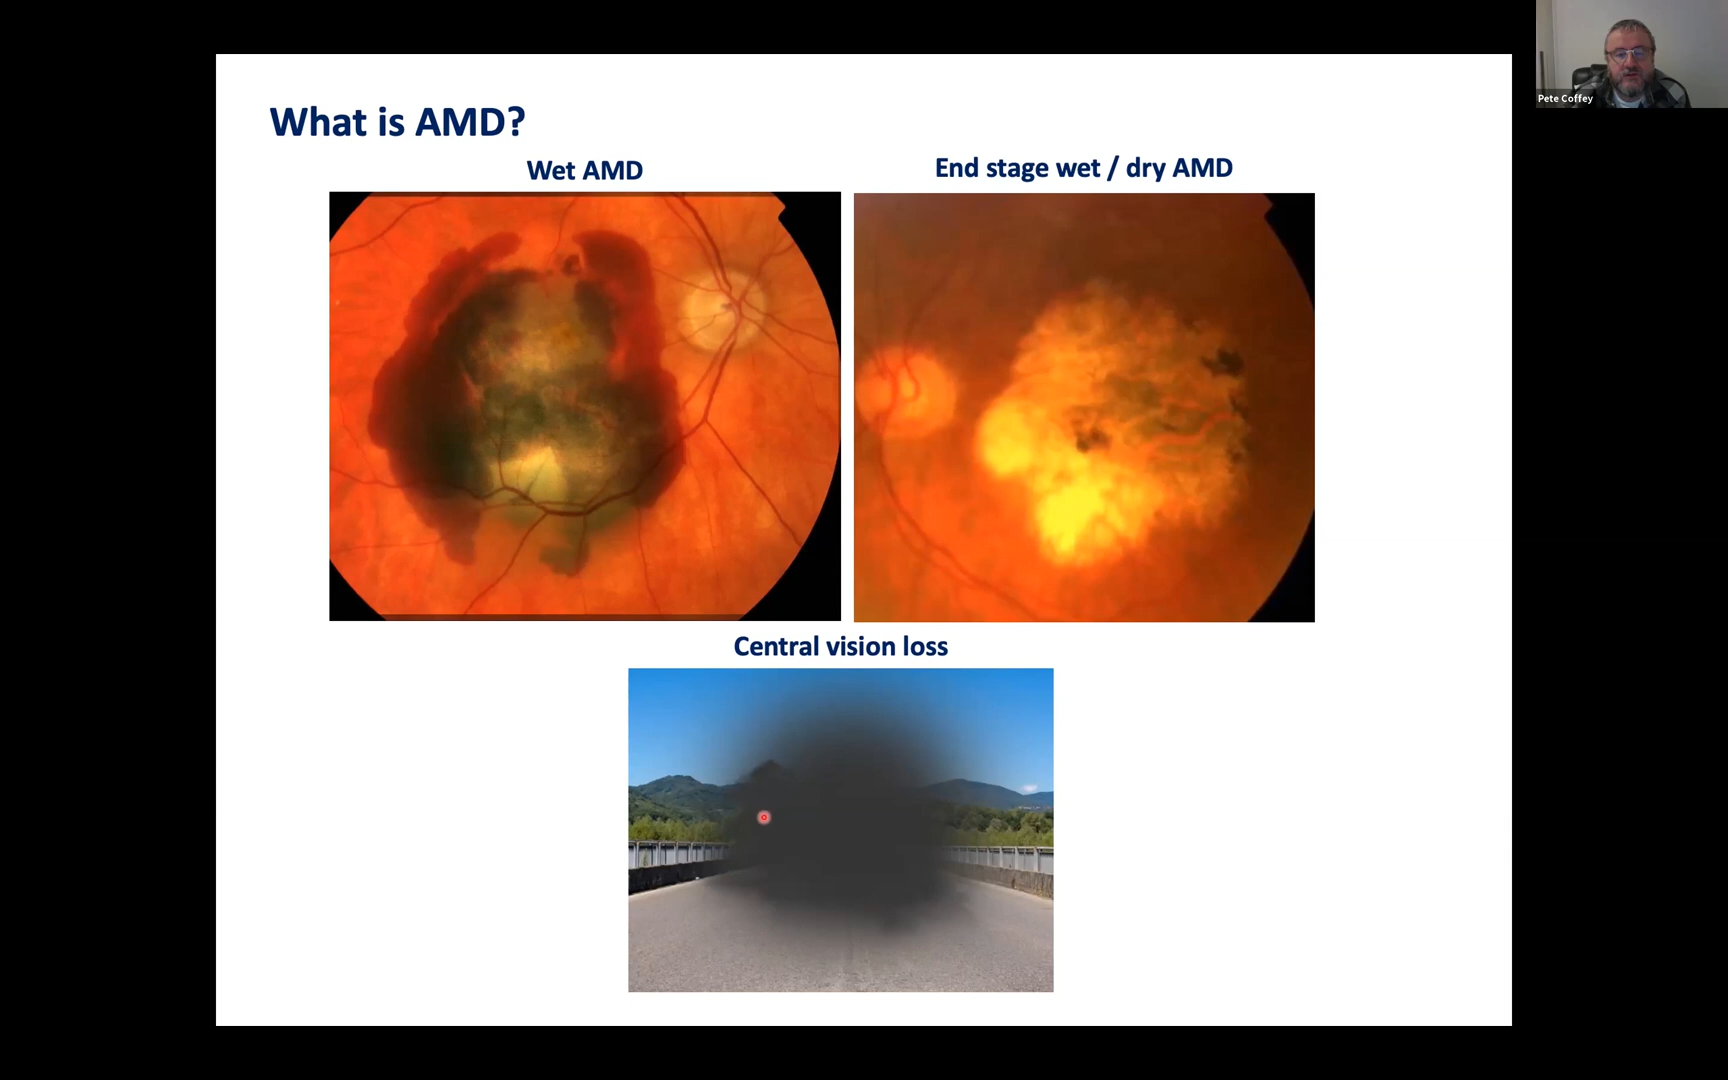 What is AMD?
Wet AMD
End stage wet / dry AMD
Central vision loss
Pete Coffey